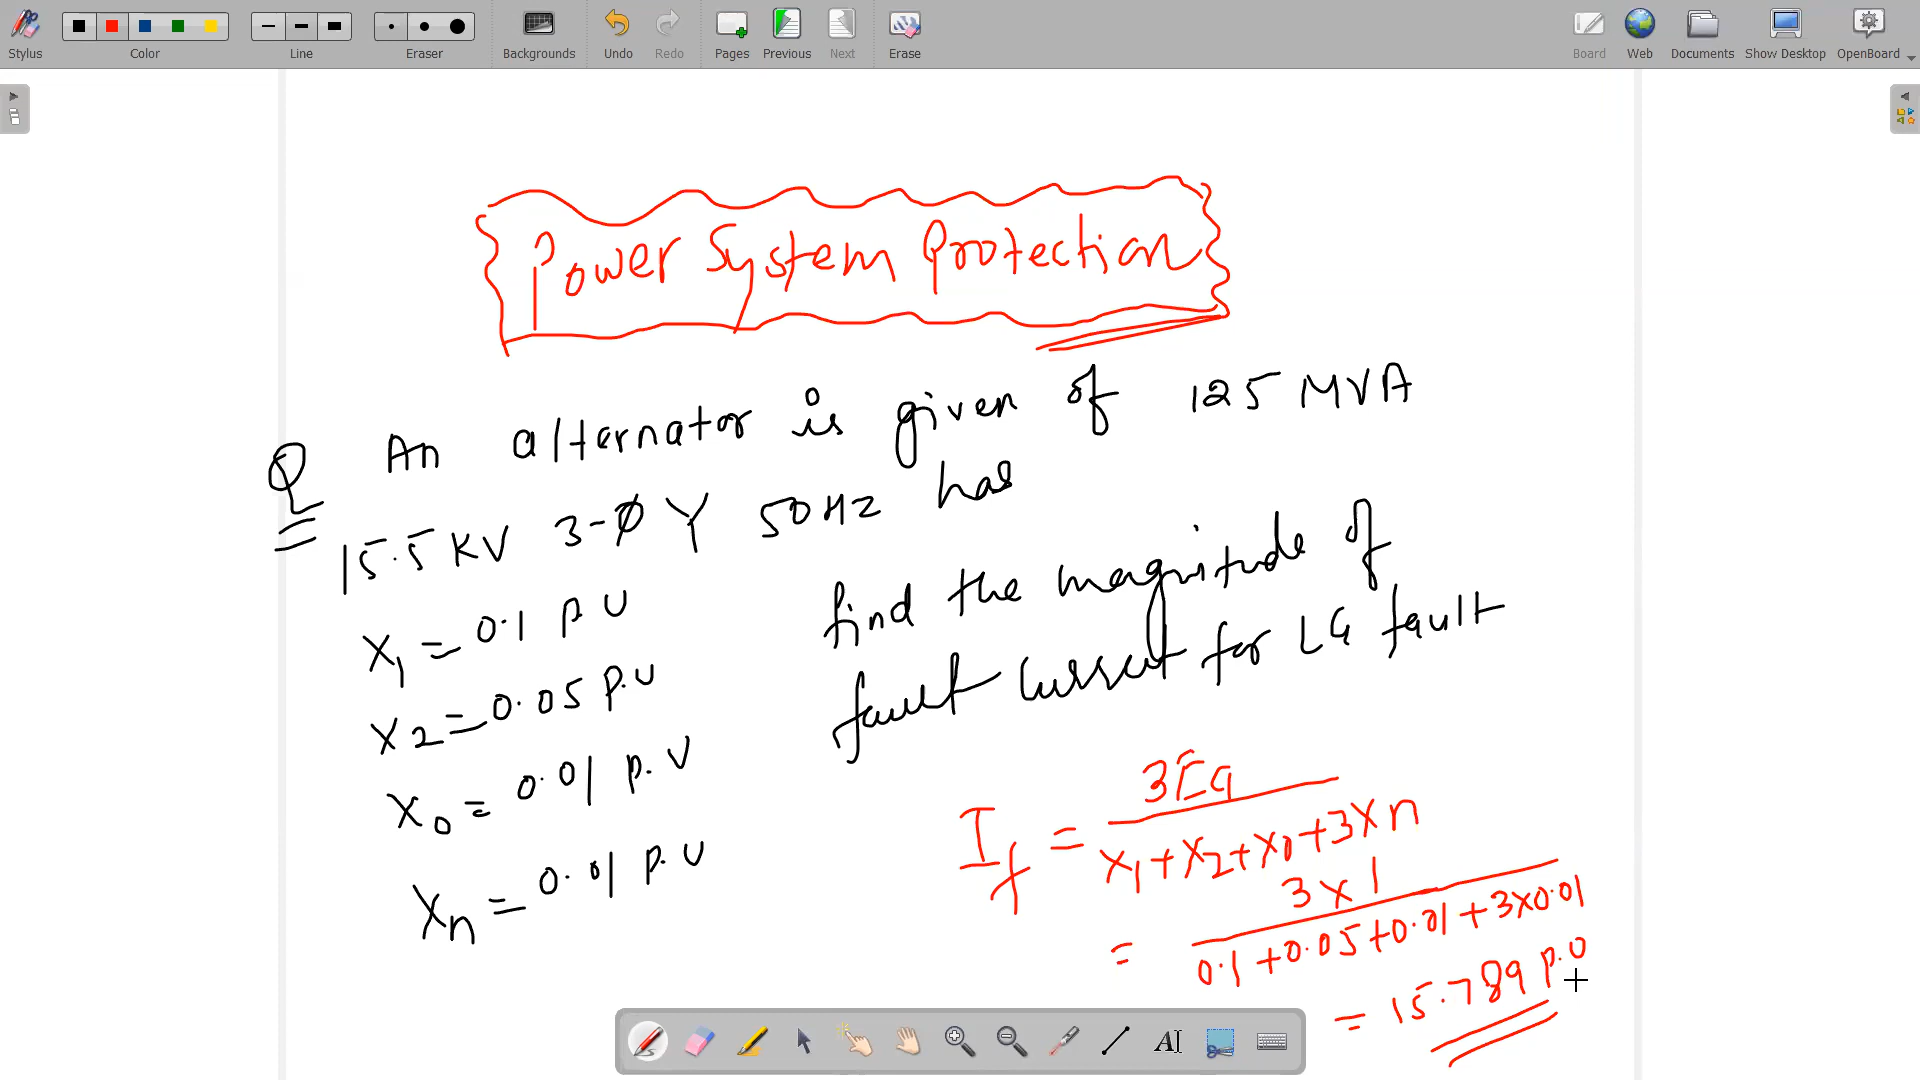 Stylus Color Line Eraser Backgrounds Undo Redo Pages Previous Next Erase Board Web Documents Show Desktop OpenBoard
Power System Protection
Q An alternator is given of 125 MVA
15.5 KV 3-Ø Y 50HZ has
X1 = 0.1 P.U
X2 = 0.05 P.U
X0 = 0.01 P.U
Xn = 0.01 P.U
find the magnitude of
fault current for LG fault
If = 3Ea / X1+X2+X0+3Xn
= 3 x 1 / 0.1+0.05+0.01+3x0.01
= 15.789 P.U